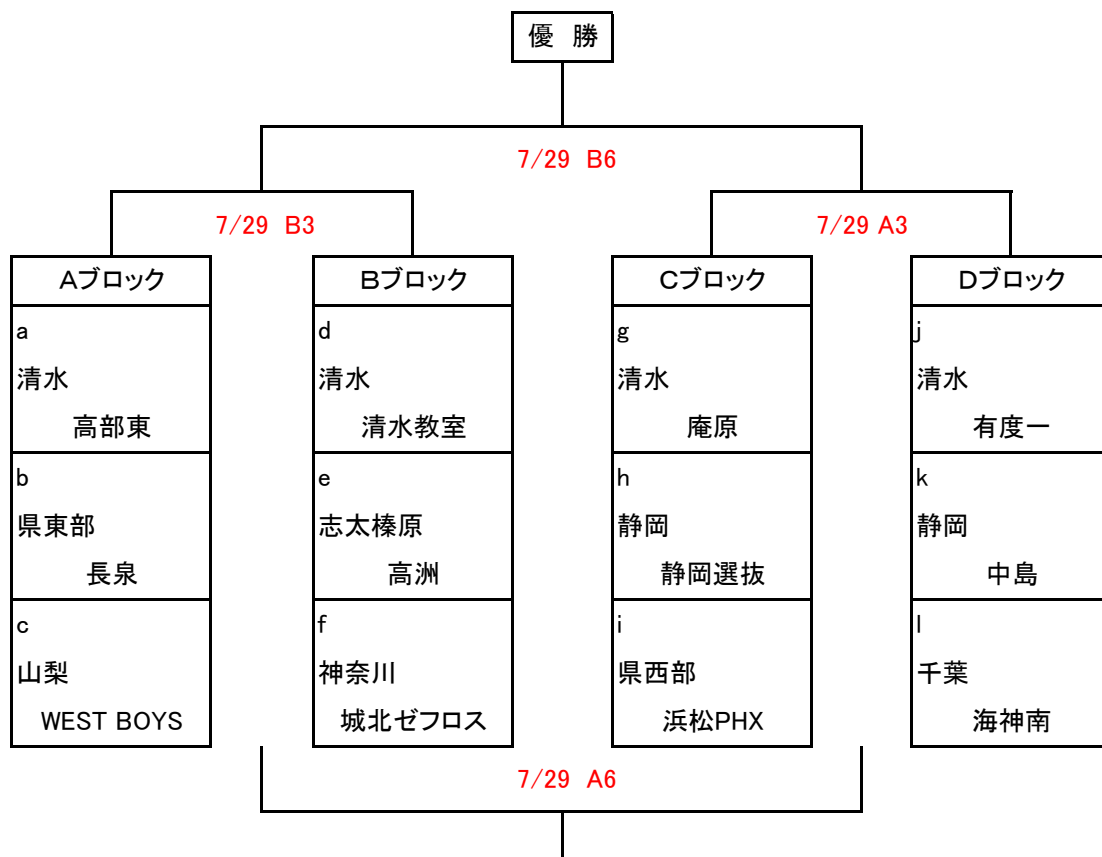 優 勝
7/29 B6
7/29 B3
7/29 A3
Aブロック
a
清水
高部東
b
県東部
長泉
c
山梨
WEST BOYS
Bブロック
d
清水
清水教室
e
志太榛原
高洲
f
神奈川
城北ゼフロス
Cブロック
g
清水
庵原
h
静岡
静岡選抜
i
県西部
浜松PHX
Dブロック
j
清水
有度一
k
静岡
中島
l
千葉
海神南
7/29 A6